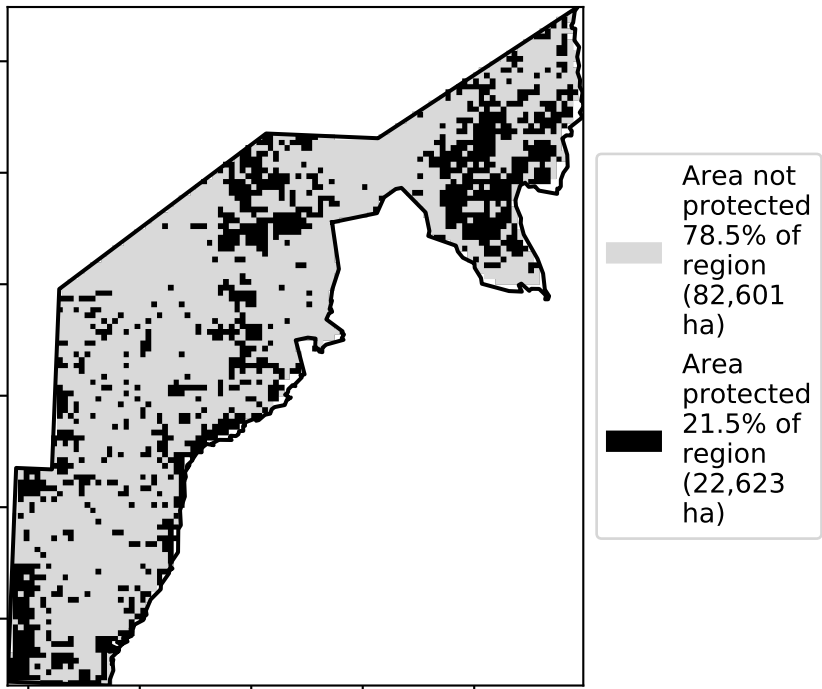 Area not
protected
78.5% of
region
(82,601
ha)
Area
protected
21.5% of
region
(22,623
ha)